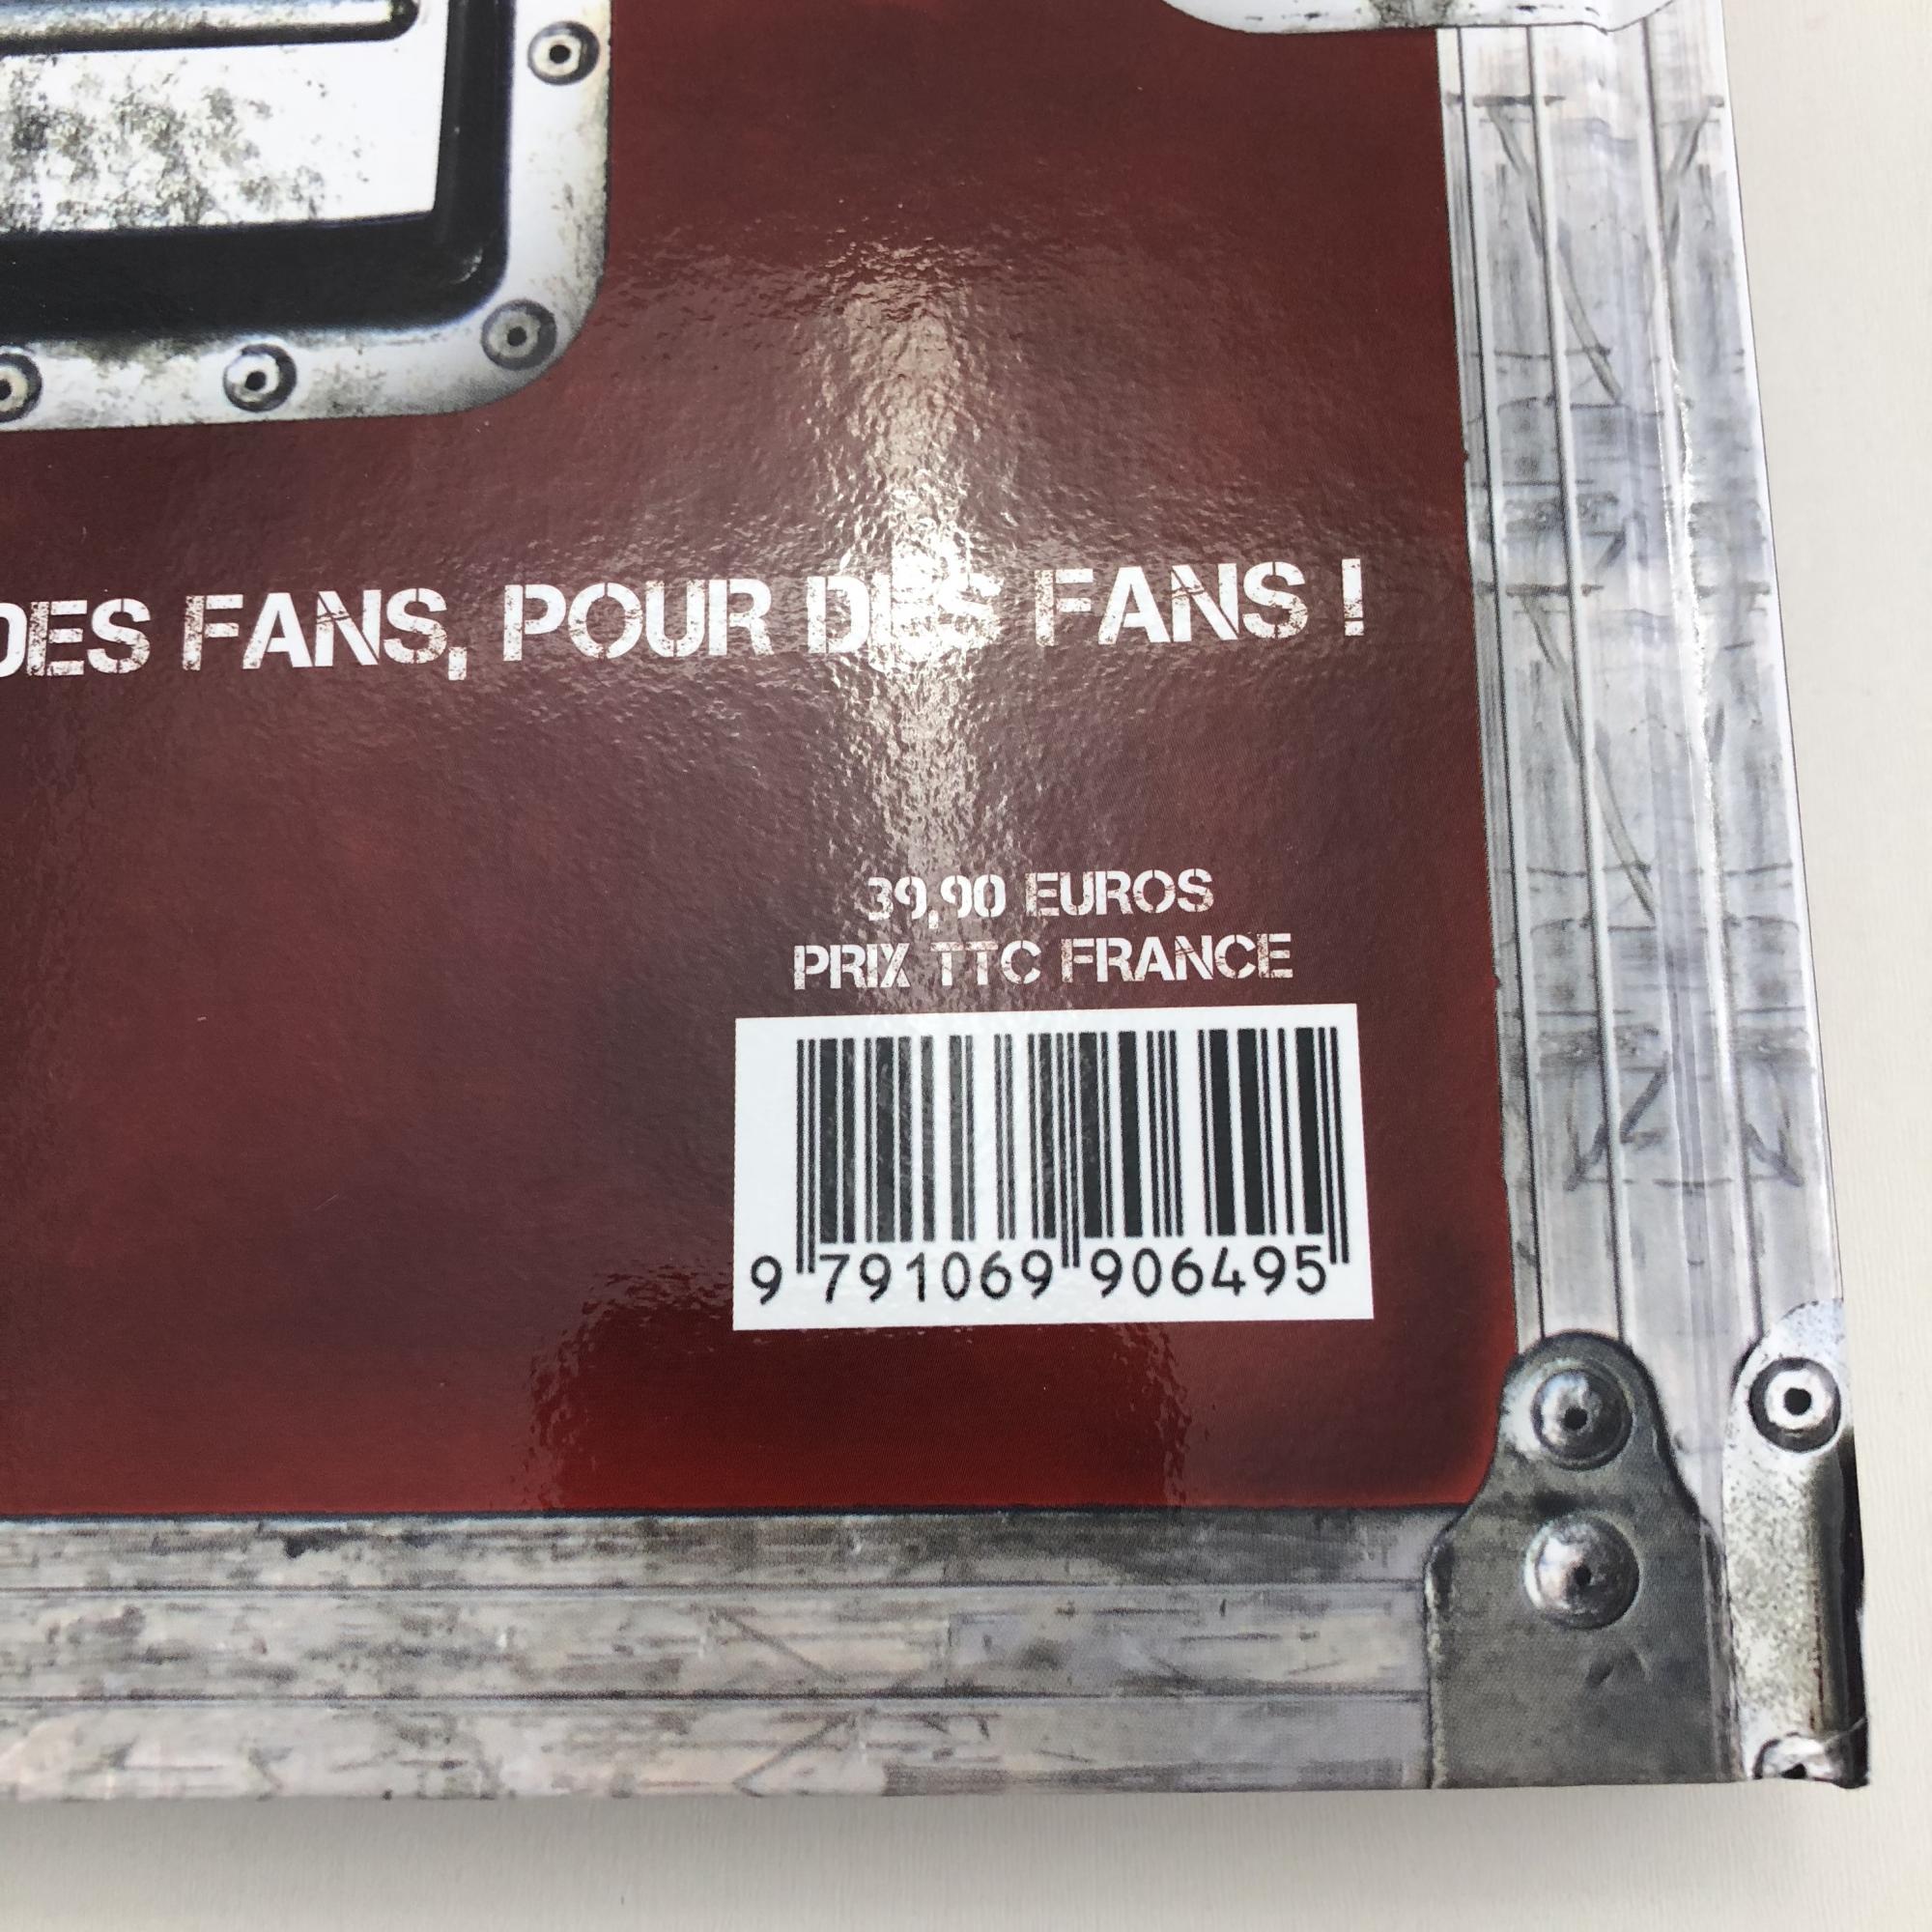 DES FANS, POUR DES FANS !
39,90 EUROS
PRIX TTC FRANCE
9 791069 906495